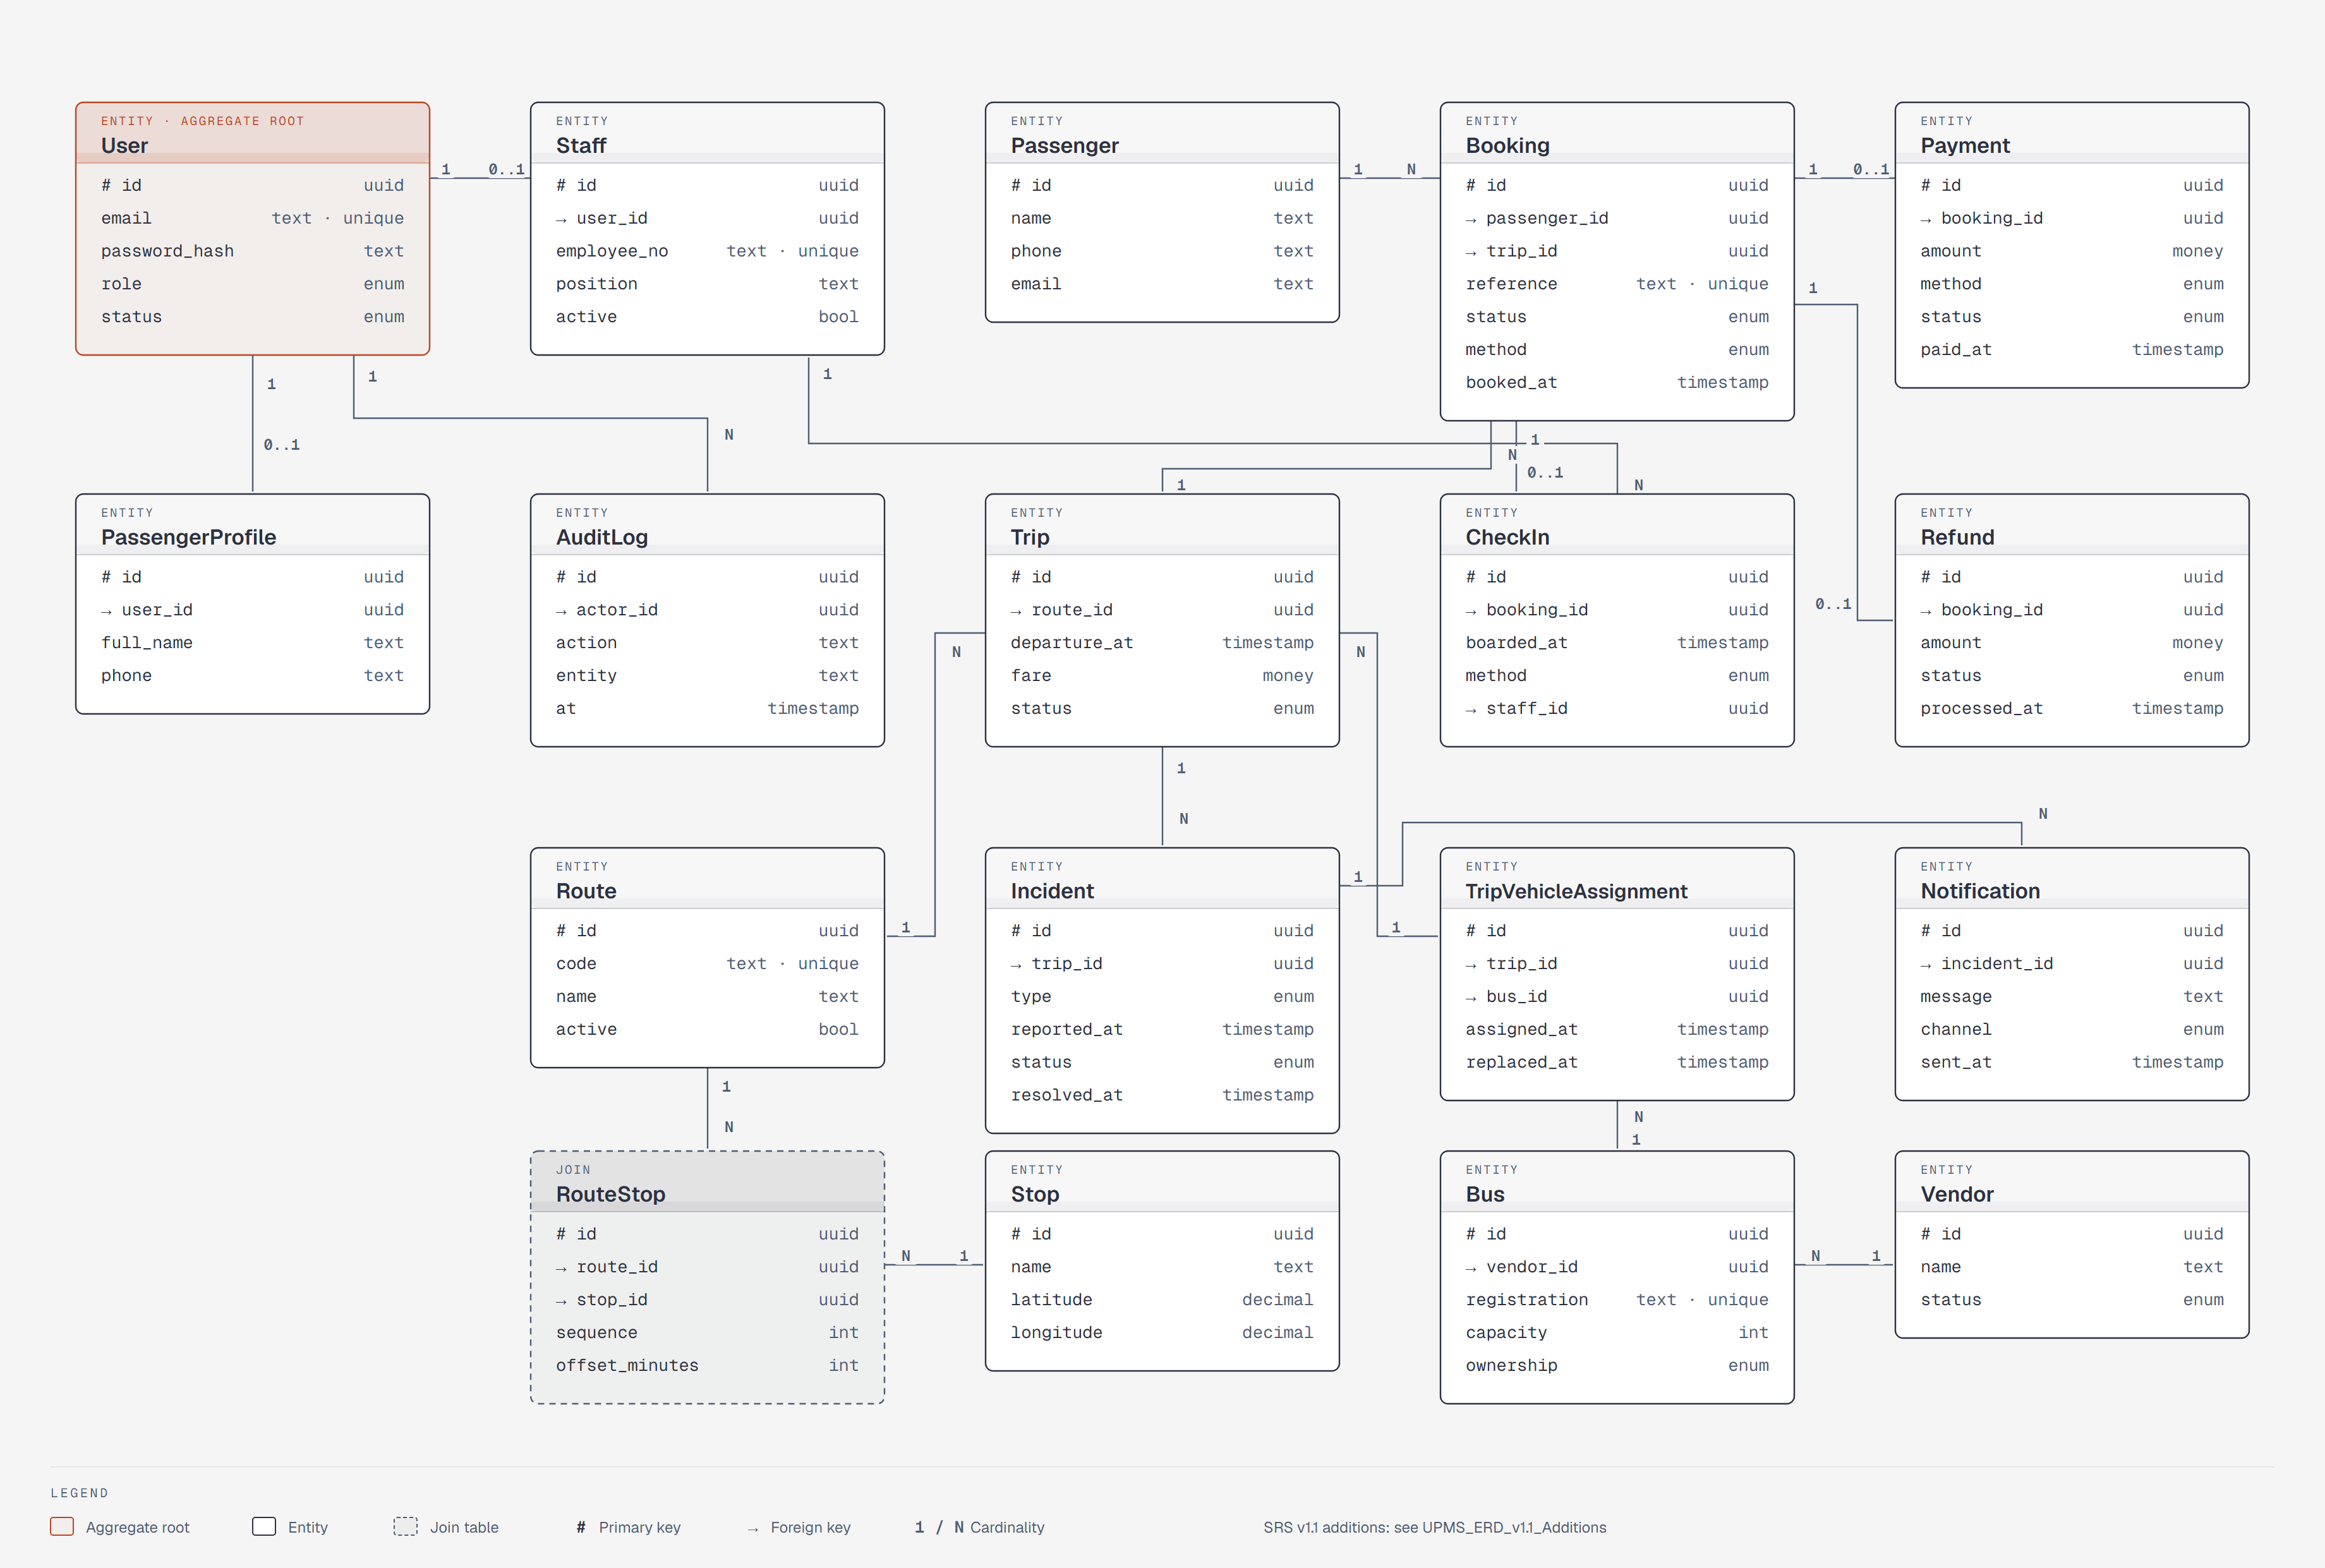 ENTITY · AGGREGATE ROOT
User
# id uuid
email text · unique
password_hash text
role enum
status enum
1 0..1
ENTITY
Staff
# id uuid
→ user_id uuid
employee_no text · unique
position text
active bool
ENTITY
Passenger
# id uuid
name text
phone text
email text
1 N
ENTITY
Booking
# id uuid
→ passenger_id uuid
→ trip_id uuid
reference text · unique
status enum
method enum
booked_at timestamp
1 0..1
1
ENTITY
Payment
# id uuid
→ booking_id uuid
amount money
method enum
status enum
paid_at timestamp
1
0..1
1
N
1
1
N
0..1
1
N
ENTITY
PassengerProfile
# id uuid
→ user_id uuid
full_name text
phone text
ENTITY
AuditLog
# id uuid
→ actor_id uuid
action text
entity text
at timestamp
ENTITY
Trip
# id uuid
→ route_id uuid
departure_at timestamp
fare money
status enum
N
N
ENTITY
CheckIn
# id uuid
→ booking_id uuid
boarded_at timestamp
method enum
→ staff_id uuid
0..1
ENTITY
Refund
# id uuid
→ booking_id uuid
amount money
status enum
processed_at timestamp
1
N
N
ENTITY
Route
# id uuid
code text · unique
name text
active bool
1
ENTITY
Incident
# id uuid
→ trip_id uuid
type enum
reported_at timestamp
status enum
resolved_at timestamp
1
1
ENTITY
TripVehicleAssignment
# id uuid
→ trip_id uuid
→ bus_id uuid
assigned_at timestamp
replaced_at timestamp
ENTITY
Notification
# id uuid
→ incident_id uuid
message text
channel enum
sent_at timestamp
1
N
N
1
JOIN
RouteStop
# id uuid
→ route_id uuid
→ stop_id uuid
sequence int
offset_minutes int
N 1
ENTITY
Stop
# id uuid
name text
latitude decimal
longitude decimal
ENTITY
Bus
# id uuid
→ vendor_id uuid
registration text · unique
capacity int
ownership enum
N 1
ENTITY
Vendor
# id uuid
name text
status enum
LEGEND
Aggregate root Entity Join table # Primary key → Foreign key 1 / N Cardinality SRS v1.1 additions: see UPMS_ERD_v1.1_Additions